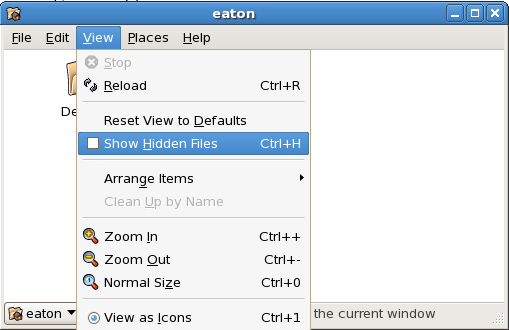 eaton
File Edit View Places Help
Stop
Reload Ctrl+R
De
Reset View to Defaults
Show Hidden Files Ctrl+H
Arrange Items
Clean Up by Name
Zoom In Ctrl++
Zoom Out Ctrl+-
Normal Size Ctrl+0
View as Icons Ctrl+1
eaton the current window